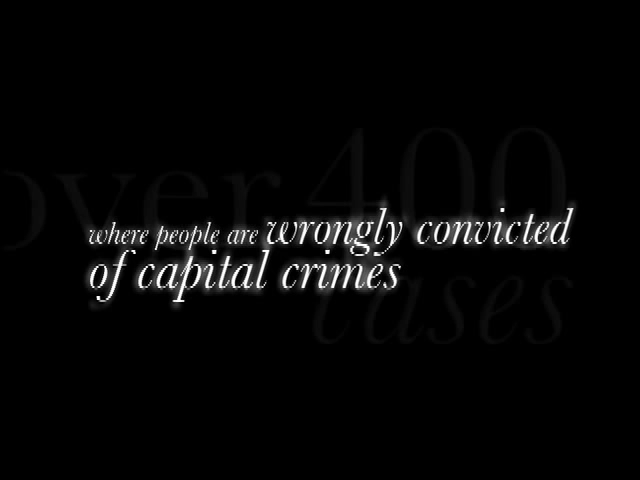 over 400
cases
where people are wrongly convicted
of capital crimes